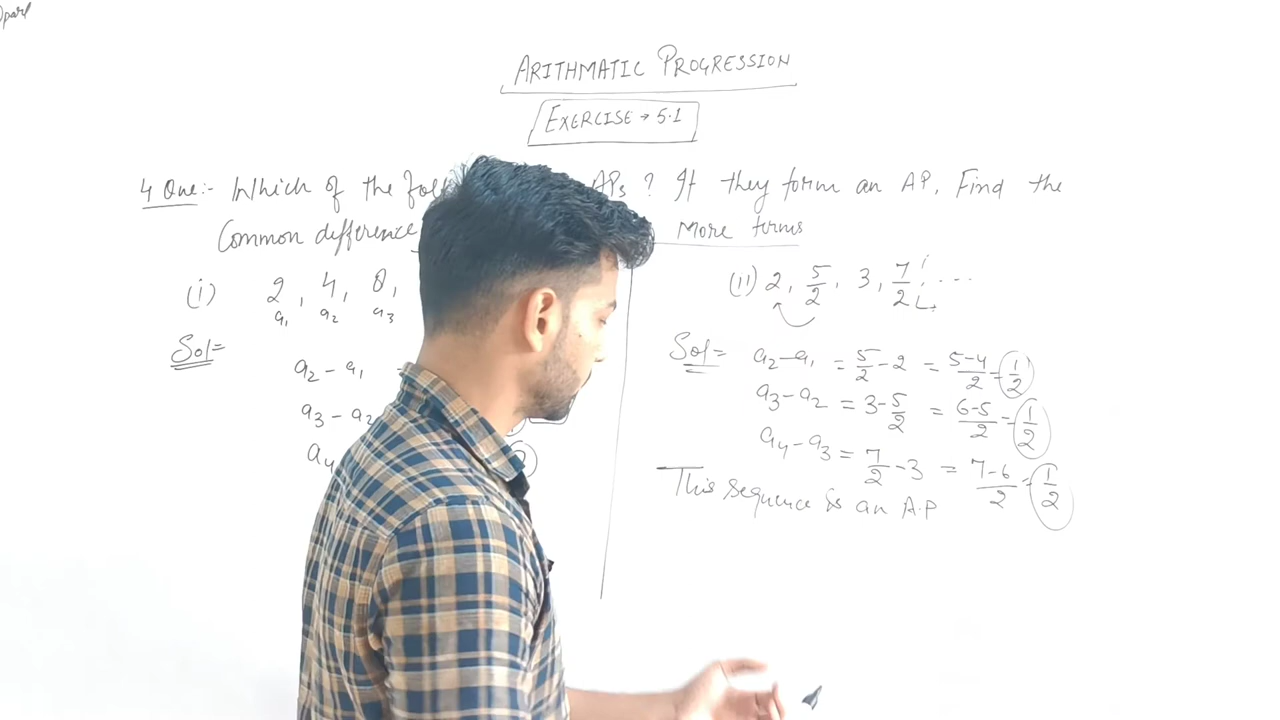 ARITHMATIC PROGRESSION
EXERCISE → 5.1
4 Que:- Which of the APs ? If they form an AP, Find the
Common difference More terms
(i) 2, 4, 8,
a₁ a₂ a₃
Sol=
a₂ - a₁
a₃ - a₂
(II) 2, 5/2, 3, 7/2, ...
Sol= a₂-a₁ = 5/2 - 2 = 5-4/2 = 1/2
a₃-a₂ = 3-5/2 = 6-5/2 = 1/2
a₄-a₃ = 7/2 - 3 = 7-6/2 = 1/2
This sequence is an A.P